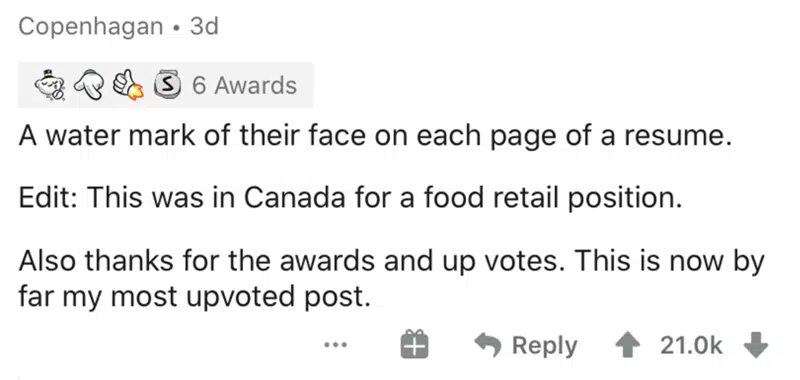 Copenhagan • 3d
S 6 Awards
A water mark of their face on each page of a resume.
Edit: This was in Canada for a food retail position.
Also thanks for the awards and up votes. This is now by
far my most upvoted post.
... Reply 21.0k